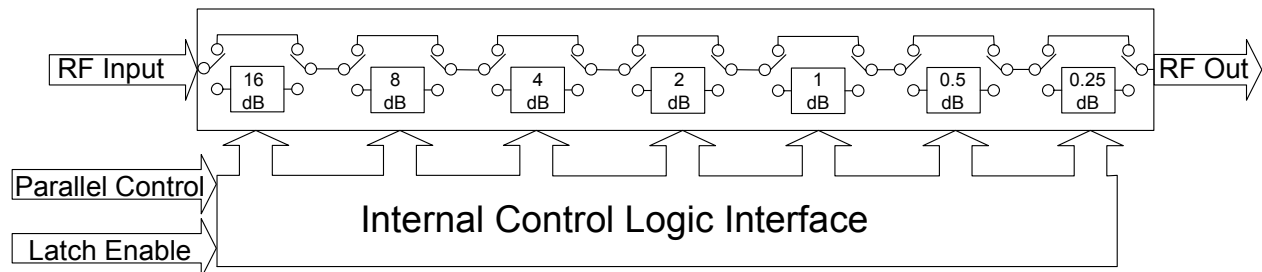 RF Input
16
dB
8
dB
4
dB
2
dB
1
dB
0.5
dB
0.25
dB
RF Out
Parallel Control
Internal Control Logic Interface
Latch Enable